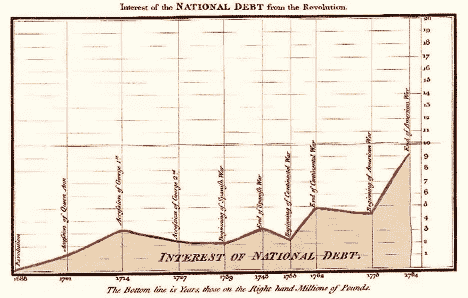 Interest of the NATIONAL DEBT from the Revolution.
20
19
18
17
16
15
14
13
12
11
10
9
8
7
6
5
4
3
2
1
Revolution
Accession of Queen Ann
Accession of George 1st
Accession of George 2nd
Beginning of Spanish War
End of Spanish War
Beginning of Continental War
End of Continental War
Beginning of American War
End of American War
INTEREST OF NATIONAL DEBT.
1688 1701 1727 1739 1748 1755 1762 1775 1784
The Bottom line is Years, those on the Right hand Millions of Pounds.